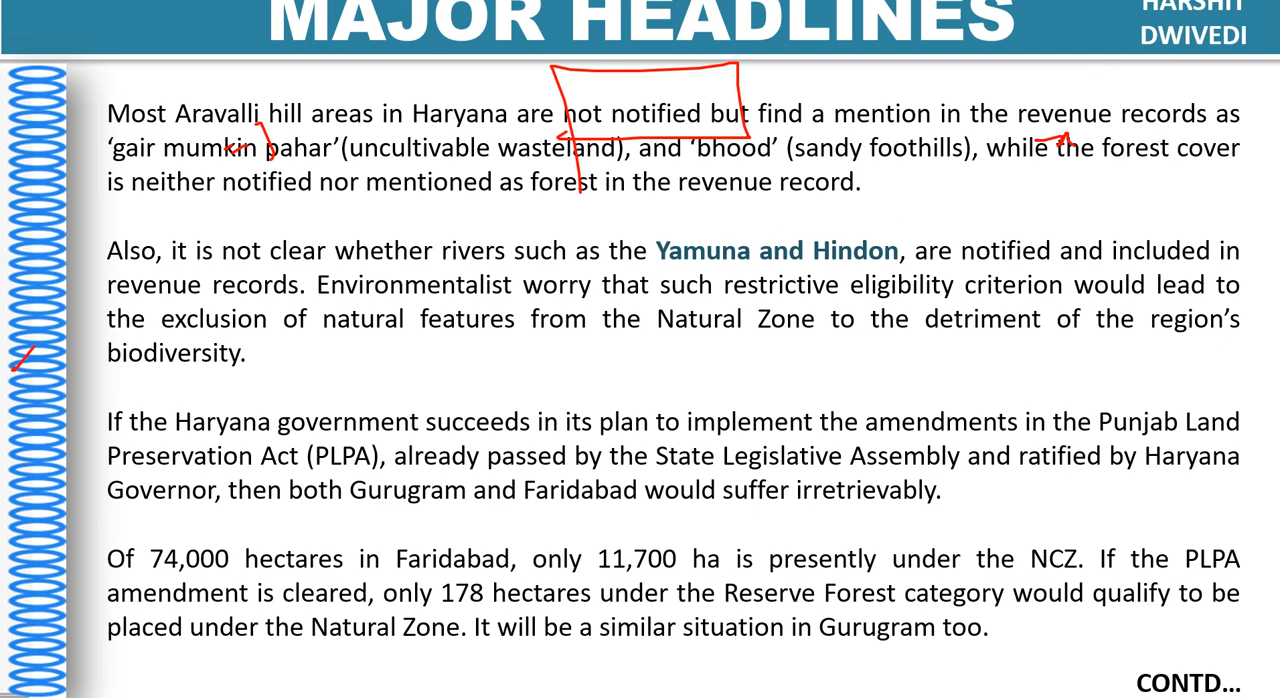 MAJOR HEADLINES
HARSHIT
DWIVEDI
Most Aravalli hill areas in Haryana are not notified but find a mention in the revenue records as
‘gair mumkin pahar’(uncultivable wasteland), and ‘bhood’ (sandy foothills), while the forest cover
is neither notified nor mentioned as forest in the revenue record.
Also, it is not clear whether rivers such as the Yamuna and Hindon, are notified and included in
revenue records. Environmentalist worry that such restrictive eligibility criterion would lead to
the exclusion of natural features from the Natural Zone to the detriment of the region’s
biodiversity.
If the Haryana government succeeds in its plan to implement the amendments in the Punjab Land
Preservation Act (PLPA), already passed by the State Legislative Assembly and ratified by Haryana
Governor, then both Gurugram and Faridabad would suffer irretrievably.
Of 74,000 hectares in Faridabad, only 11,700 ha is presently under the NCZ. If the PLPA
amendment is cleared, only 178 hectares under the Reserve Forest category would qualify to be
placed under the Natural Zone. It will be a similar situation in Gurugram too.
CONTD...